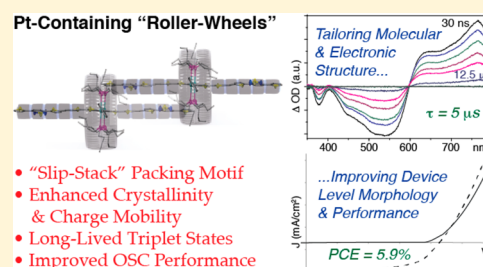 Pt-Containing “Roller-Wheels”
• “Slip-Stack” Packing Motif
• Enhanced Crystallinity
& Charge Mobility
• Long-Lived Triplet States
• Improved OSC Performance
Δ OD (a.u.)
Tailoring Molecular
& Electronic
Structure...
30 ns
12.5 μ
τ = 5 μs
400 500 600 700 nm
J (mA/cm²)
...Improving Device
Level Morphology
& Performance
PCE = 5.9%